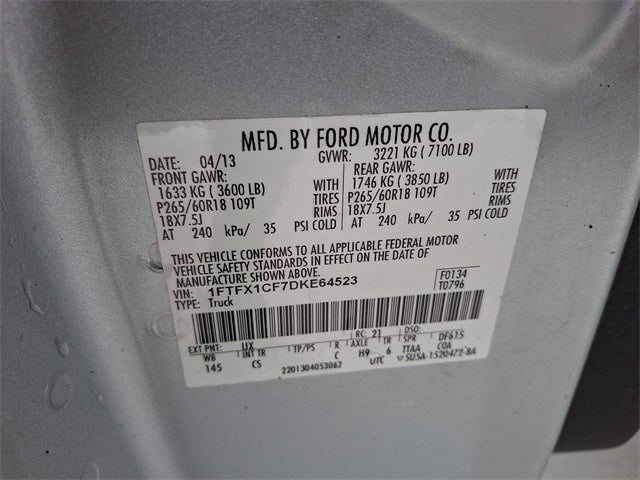 MFD. BY FORD MOTOR CO.
DATE: 04/13 GVWR: 3221 KG ( 7100 LB)
FRONT GAWR: REAR GAWR:
1633 KG ( 3600 LB) WITH 1746 KG ( 3850 LB) WITH
P265/60R18 109T TIRES P265/60R18 109T TIRES
18X7.5J RIMS 18X7.5J RIMS
AT 240 kPa/ 35 PSI COLD AT 240 kPa/ 35 PSI COLD
THIS VEHICLE CONFORMS TO ALL APPLICABLE FEDERAL MOTOR
VEHICLE SAFETY STANDARDS IN EFFECT ON THE DATE OF
MANUFACTURE SHOWN ABOVE.
VIN: 1FTFX1CF7DKE64523 F0134
TYPE: Truck T0796
EXT PNT: UX RC: 21 DSO:
WB INT TR TP/PS R AXLE TR SPR DF615
145 CS C H9 6 TTAA COA
2201304053062 UTC 5U5A-1520472-BA